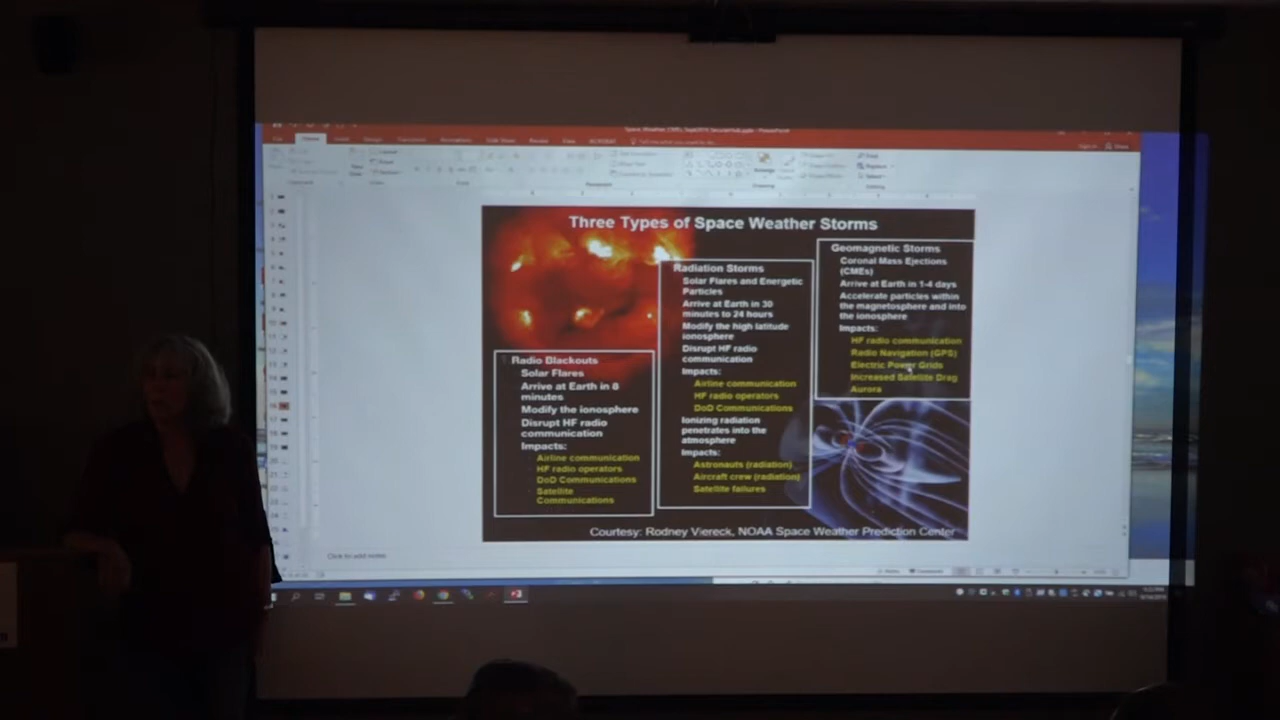 Three Types of Space Weather Storms
Radio Blackouts
Solar Flares
Arrive at Earth in 8
minutes
Modify the ionosphere
Disrupt HF radio
communication
Impacts:
Airline communication
HF radio operators
DoD Communications
Satellite
Communications
Radiation Storms
Solar Flares and Energetic
Particles
Arrive at Earth in 30
minutes to 24 hours
Modify the high latitude
ionosphere
Disrupt HF radio
communication
Impacts:
Airline communication
HF radio operators
DoD Communications
Ionizing radiation
penetrates into the
atmosphere
Impacts:
Astronauts (radiation)
Aircraft crew (radiation)
Satellite failures
Geomagnetic Storms
Coronal Mass Ejections
(CMEs)
Arrive at Earth in 1-4 days
Accelerate particles within
the magnetosphere and into
the ionosphere
Impacts:
HF radio communication
Radio Navigation (GPS)
Electric Power Grids
Increased Satellite Drag
Aurora
Courtesy: Rodney Viereck, NOAA Space Weather Prediction Center
Click to add notes